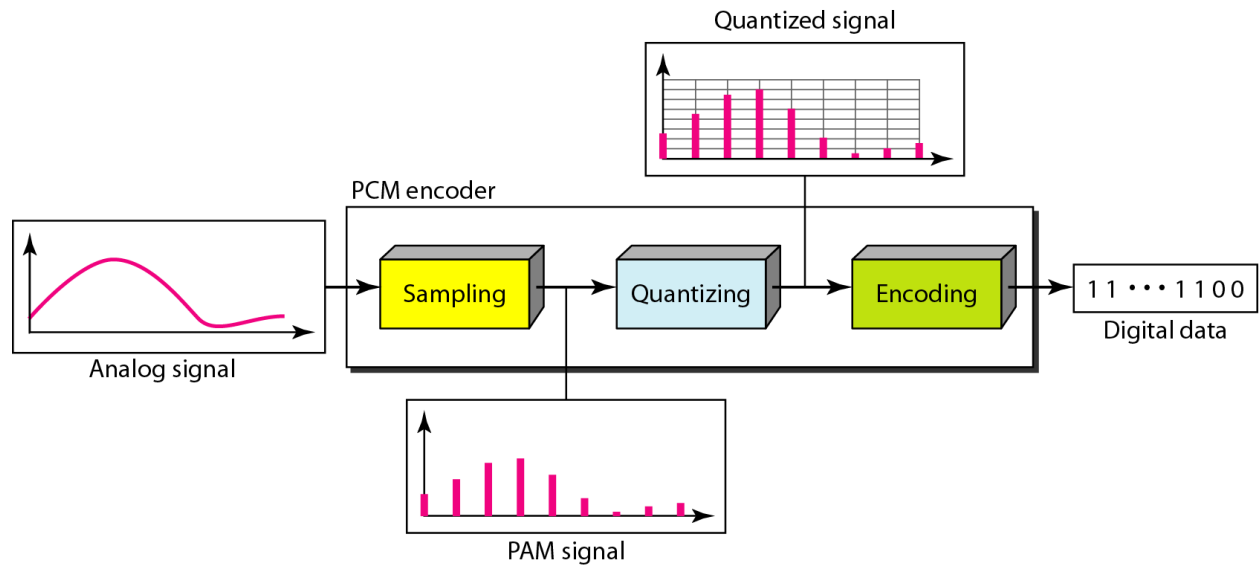 Quantized signal
PCM encoder
Sampling
Quantizing
Encoding
11 ··· 1100
Digital data
Analog signal
PAM signal